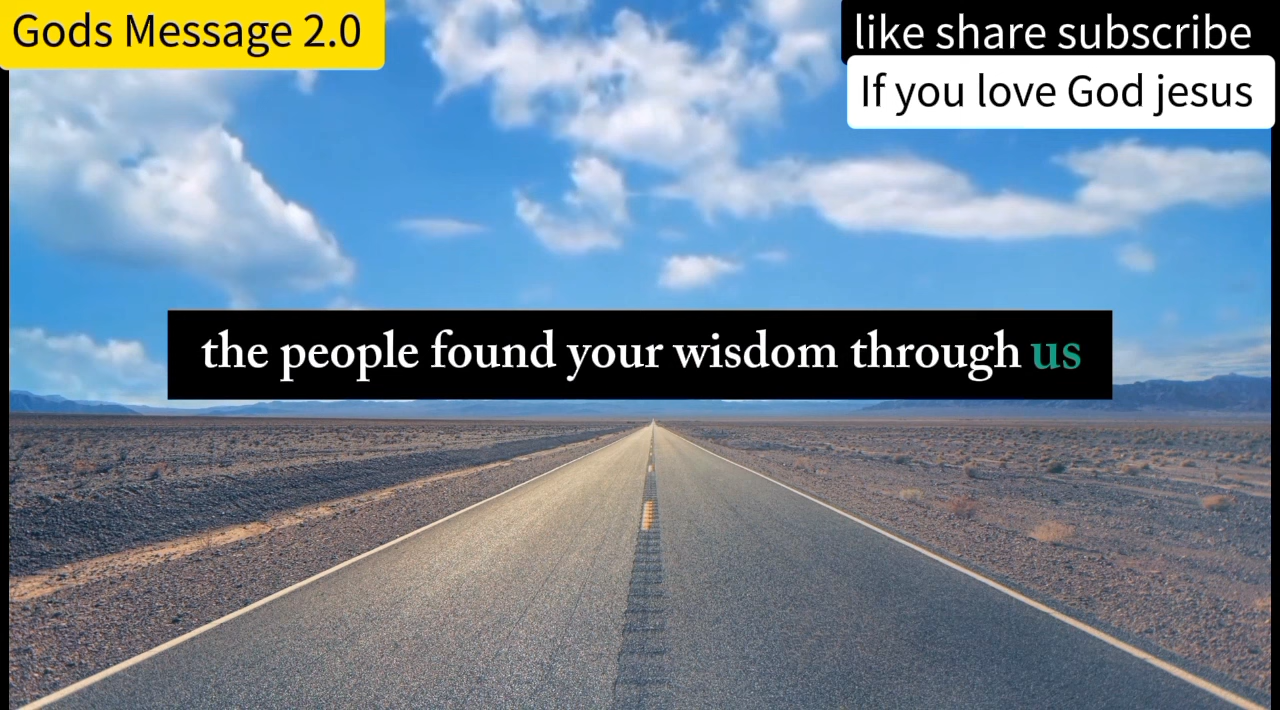 Gods Message 2.0
like share subscribe
If you love God jesus
the people found your wisdom through us